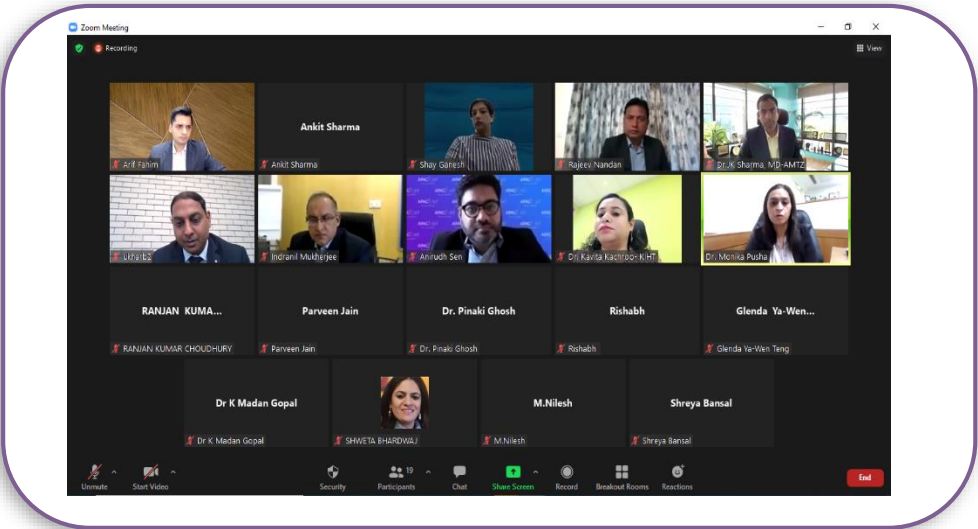 Zoom Meeting
Recording
View
Arif Fahim
Ankit Sharma
Ankit Sharma
Shay Ganesh
Rajeev Nandan
Dr.JK Sharma, MD-AMTZ
ukharb2
Indranil Mukherjee
Anirudh Sen
Dr. Kavita Kachroo- KIHT
Dr. Monika Pusha
RANJAN KUMA...
RANJAN KUMAR CHOUDHURY
Parveen Jain
Parveen Jain
Dr. Pinaki Ghosh
Dr. Pinaki Ghosh
Rishabh
Rishabh
Glenda Ya-Wen...
Glenda Ya-Wen Teng
Dr K Madan Gopal
Dr K Madan Gopal
SHWETA BHARDWAJ
M.Nilesh
M.Nilesh
Shreya Bansal
Shreya Bansal
Unmute
Start Video
Security
19
Participants
Chat
Share Screen
Record
Breakout Rooms
Reactions
End